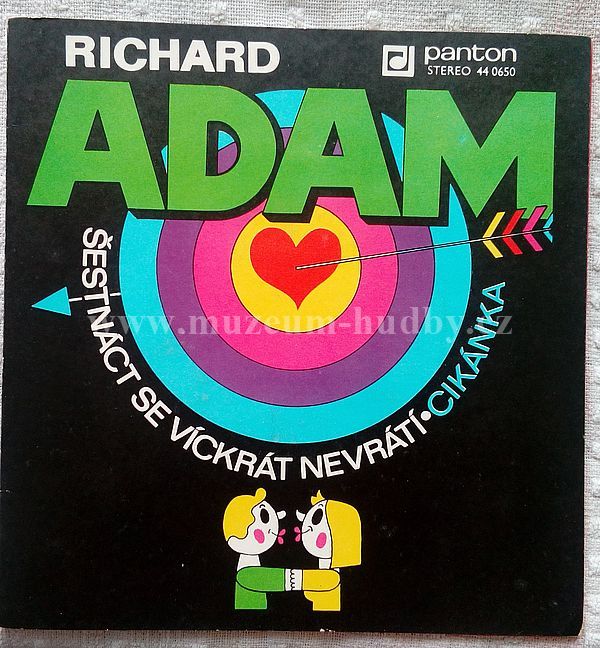 RICHARD
ADAM
panton
STEREO 44 0650
ŠESTNÁCT SE VÍCKRÁT NEVRÁTÍ • CIKÁNKA
www.muzeum-hudby.cz